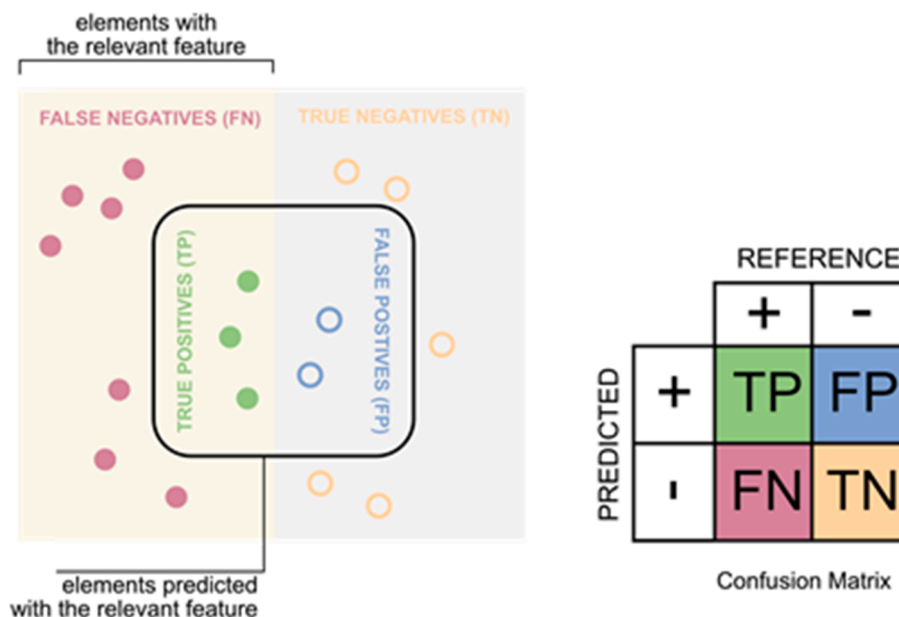 elements with
the relevant feature
FALSE NEGATIVES (FN)
TRUE NEGATIVES (TN)
TRUE POSITIVES (TP)
FALSE POSTIVES (FP)
elements predicted
with the relevant feature
REFERENCE
+ -
PREDICTED
+ TP FP
- FN TN
Confusion Matrix